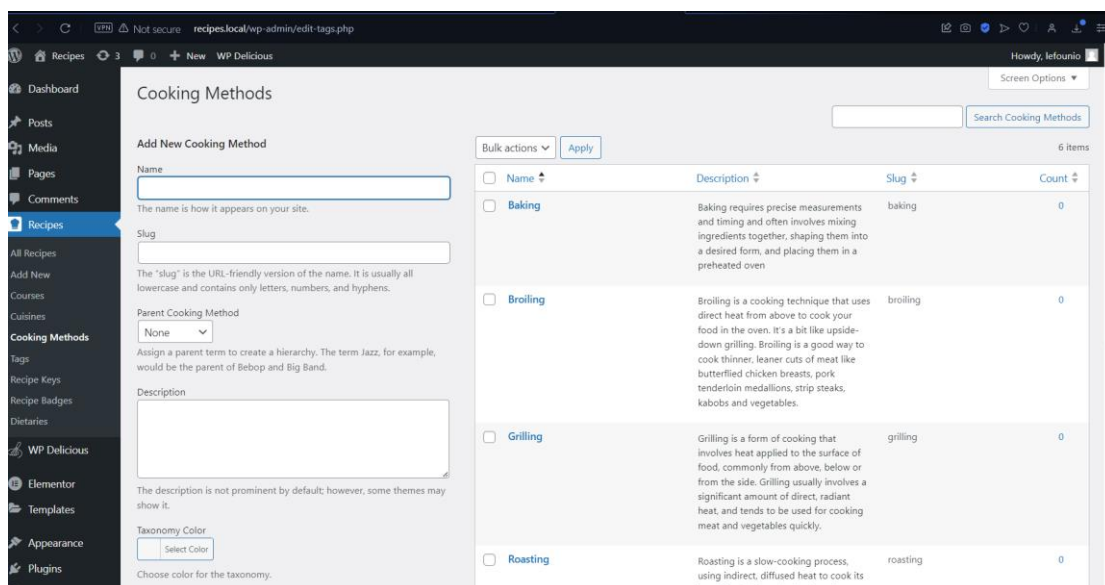 VPN Not secure recipes.local/wp-admin/edit-tags.php
Recipes 3 0 New WP Delicious Howdy, lefounio
Screen Options
Dashboard
Posts
Media
Pages
Comments
Recipes
All Recipes
Add New
Courses
Cuisines
Cooking Methods
Tags
Recipe Keys
Recipe Badges
Dietaries
WP Delicious
Elementor
Templates
Appearance
Plugins
Cooking Methods
Search Cooking Methods
Add New Cooking Method
Name
The name is how it appears on your site.
Slug
The "slug" is the URL-friendly version of the name. It is usually all
lowercase and contains only letters, numbers, and hyphens.
Parent Cooking Method
None
Assign a parent term to create a hierarchy. The term Jazz, for example,
would be the parent of Bebop and Big Band.
Description
The description is not prominent by default; however, some themes may
show it.
Taxonomy Color
Select Color
Choose color for the taxonomy.
Bulk actions Apply 6 items
Name Description Slug Count
Baking Baking requires precise measurements baking 0
and timing and often involves mixing
ingredients together, shaping them into
a desired form, and placing them in a
preheated oven
Broiling Broiling is a cooking technique that uses broiling 0
direct heat from above to cook your
food in the oven. It's a bit like upside-
down grilling. Broiling is a good way to
cook thinner, leaner cuts of meat like
butterflied chicken breasts, pork
tenderloin medallions, strip steaks,
kabobs and vegetables.
Grilling Grilling is a form of cooking that grilling 0
involves heat applied to the surface of
food, commonly from above, below or
from the side. Grilling usually involves a
significant amount of direct, radiant
heat, and tends to be used for cooking
meat and vegetables quickly.
Roasting Roasting is a slow-cooking process, roasting 0
using indirect, diffused heat to cook its